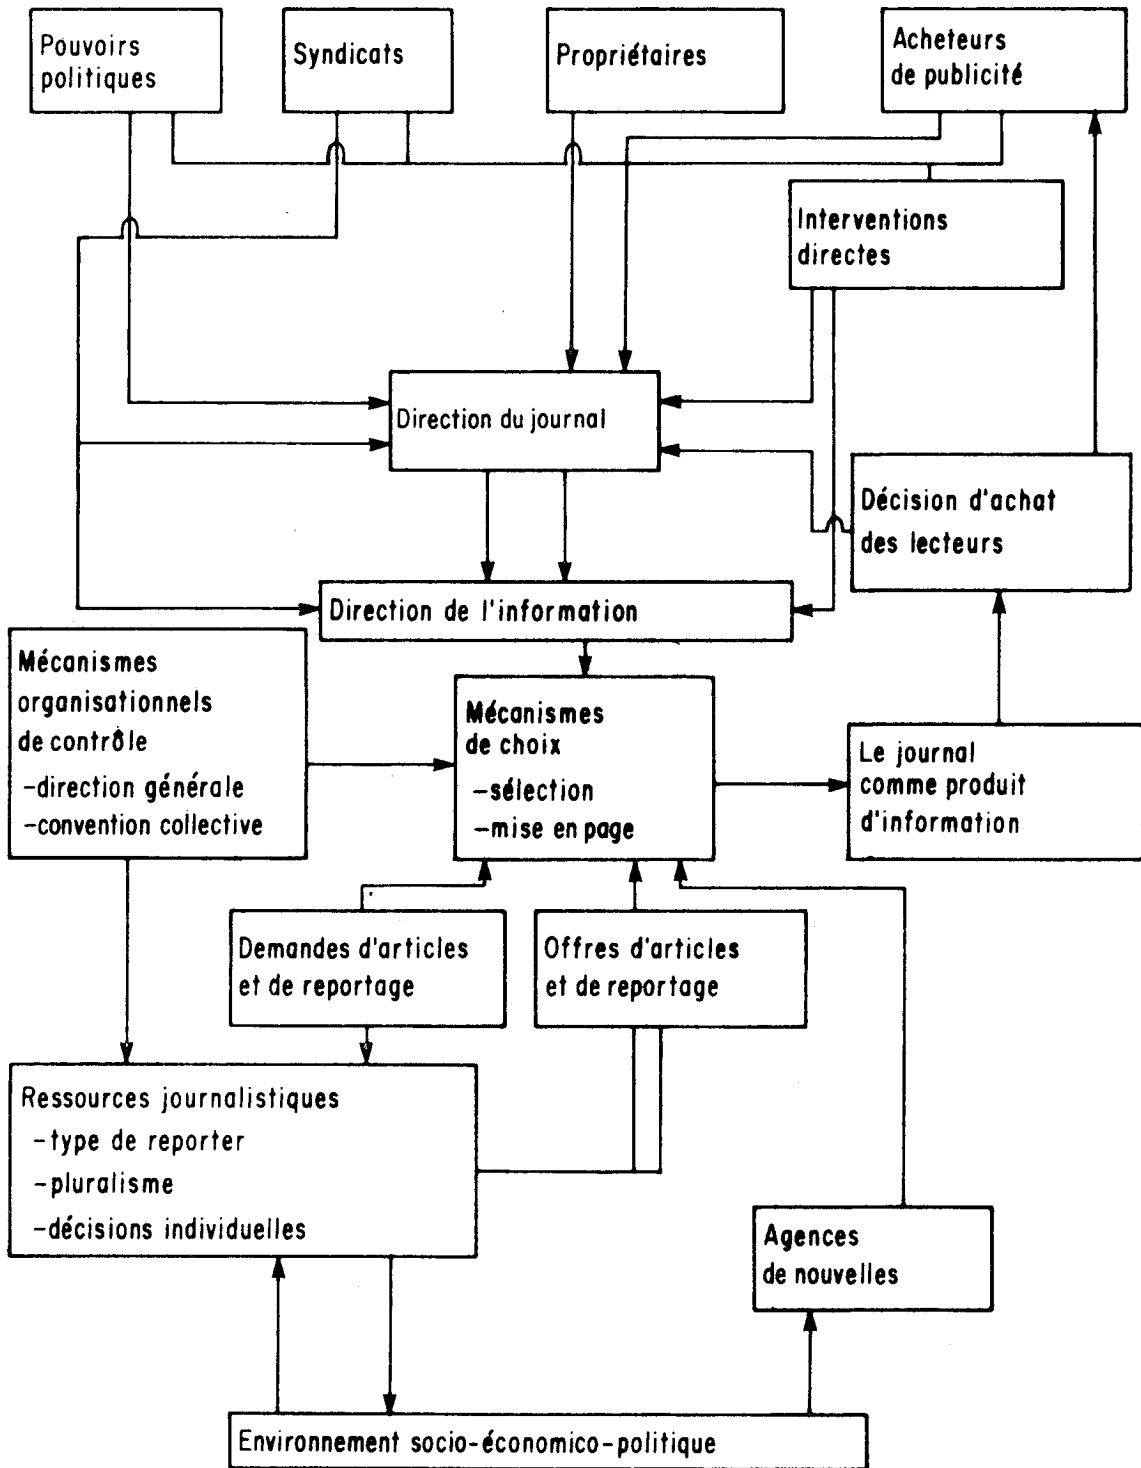 Pouvoirs
politiques
Syndicats
Propriétaires
Acheteurs
de publicité
Interventions
directes
Direction du journal
Décision d'achat
des lecteurs
Direction de l'information
Mécanismes
organisationnels
de contrôle
-direction générale
-convention collective
Mécanismes
de choix
-sélection
-mise en page
Le journal
comme produit
d'information
Demandes d'articles
et de reportage
Offres d'articles
et de reportage
Ressources journalistiques
-type de reporter
-pluralisme
-décisions individuelles
Agences
de nouvelles
Environnement socio-économico-politique